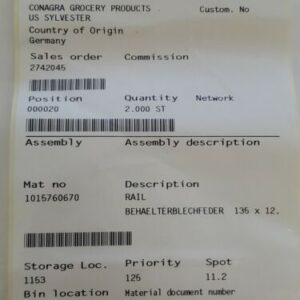 CONAGRA GROCERY PRODUCTS Custom. No
US SYLVESTER
Country of Origin
Germany
Sales order Commission
2742045
Position Quantity Network
000020 2.000 ST
Assembly Assembly description
Mat no Description
1015760670 RAIL
BEHAELTERBLECHFEDER 135 x 12.
Storage Loc. Priority Spot
1153 125 11.2
Bin location Material document number